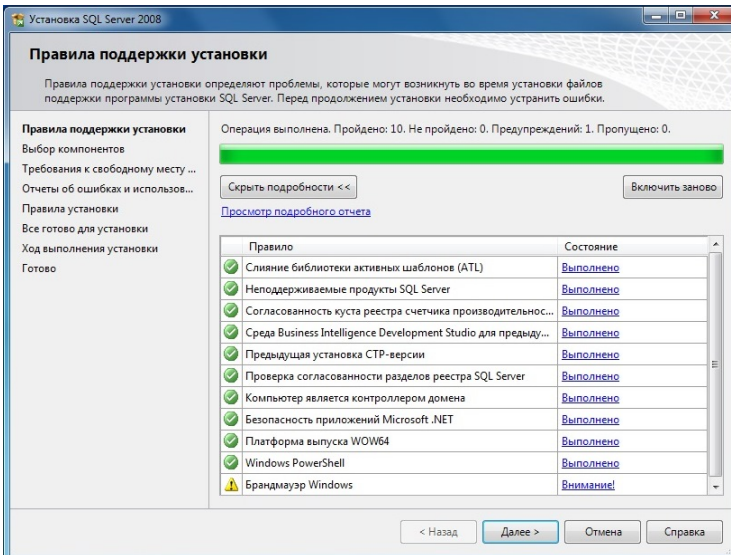 Установка SQL Server 2008
Правила поддержки установки
Правила поддержки установки определяют проблемы, которые могут возникнуть во время установки файлов
поддержки программы установки SQL Server. Перед продолжением установки необходимо устранить ошибки.
Правила поддержки установки
Выбор компонентов
Требования к свободному месту ...
Отчеты об ошибках и использов...
Правила установки
Все готово для установки
Ход выполнения установки
Готово
Операция выполнена. Пройдено: 10. Не пройдено: 0. Предупреждений: 1. Пропущено: 0.
Скрыть подробности << Включить заново
Просмотр подробного отчета
Правило Состояние
Слияние библиотеки активных шаблонов (ATL) Выполнено
Неподдерживаемые продукты SQL Server Выполнено
Согласованность куста реестра счетчика производительнос... Выполнено
Среда Business Intelligence Development Studio для предыду... Выполнено
Предыдущая установка CTP-версии Выполнено
Проверка согласованности разделов реестра SQL Server Выполнено
Компьютер является контроллером домена Выполнено
Безопасность приложений Microsoft .NET Выполнено
Платформа выпуска WOW64 Выполнено
Windows PowerShell Выполнено
Брандмауэр Windows Внимание!
< Назад Далее > Отмена Справка